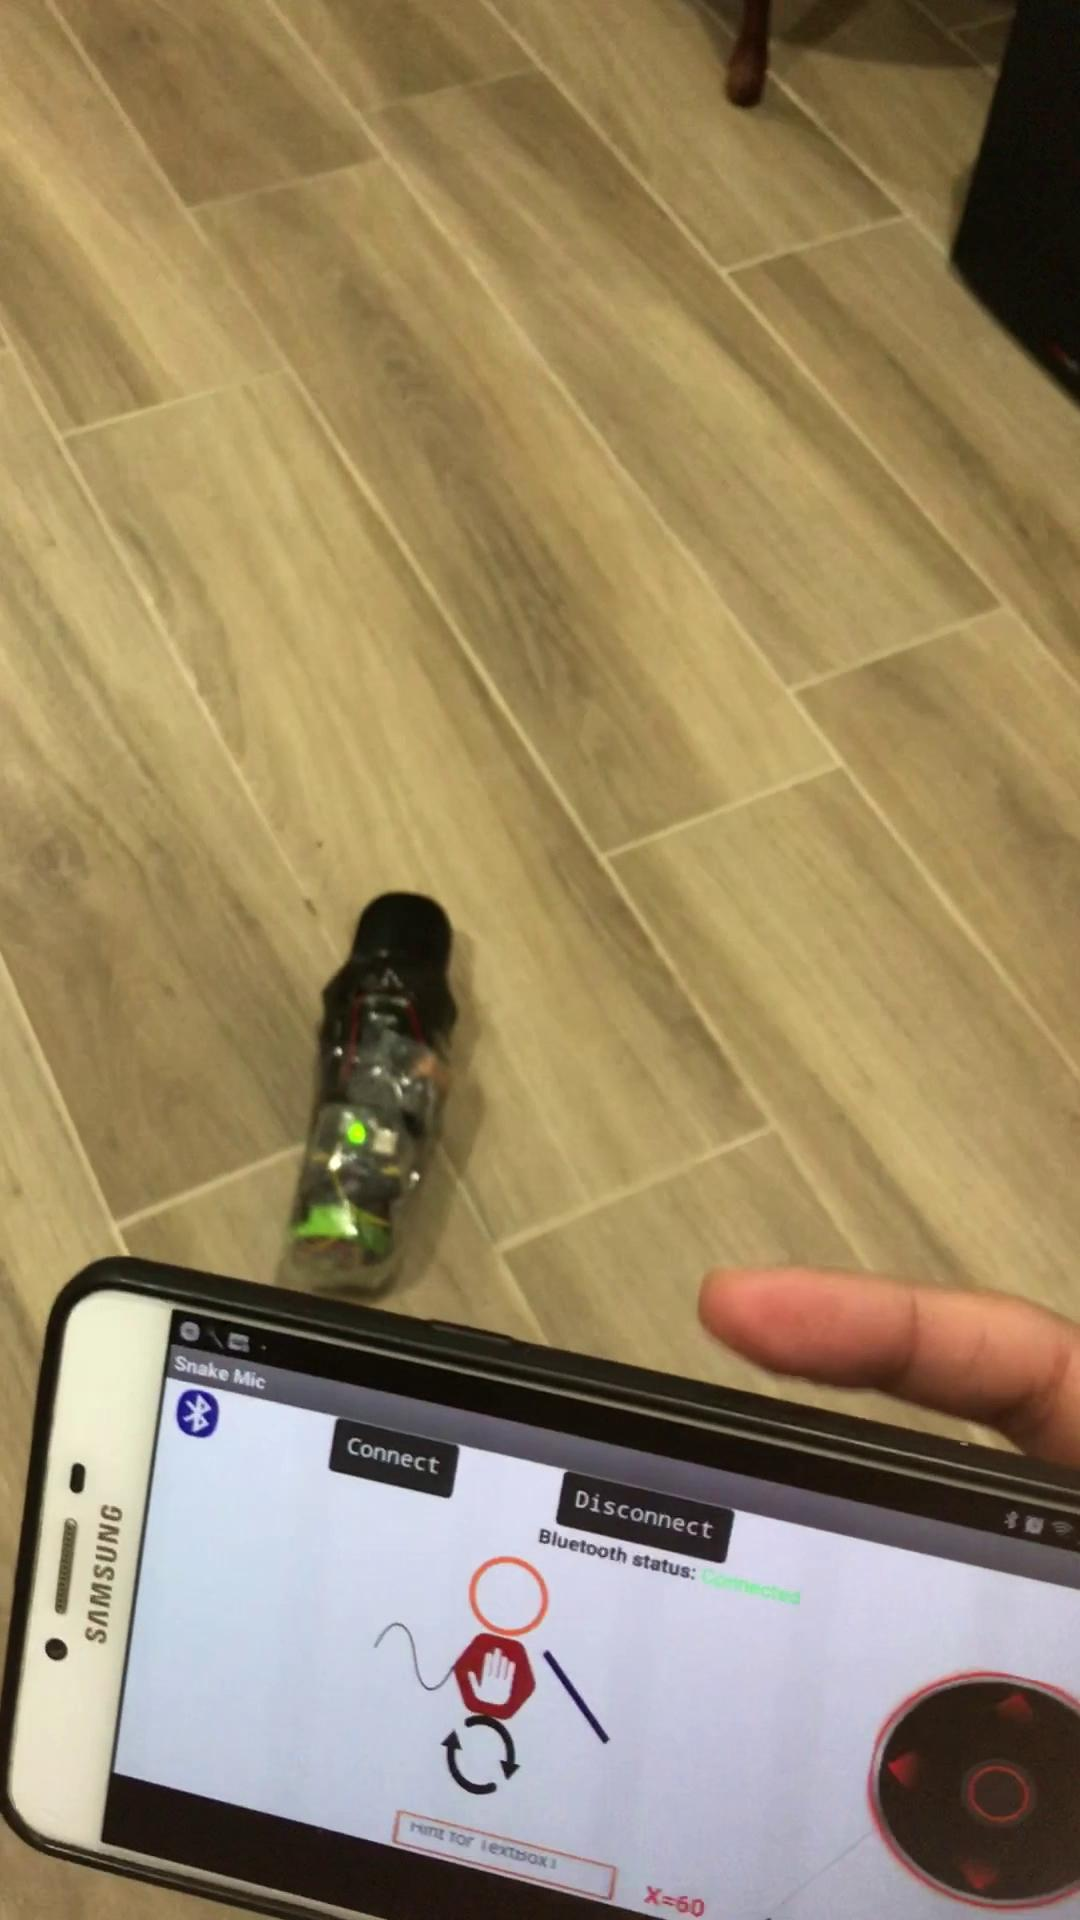 Snake Mic
Connect
Disconnect
Bluetooth status: Connected
Hint for TextBox1
X=60
SAMSUNG